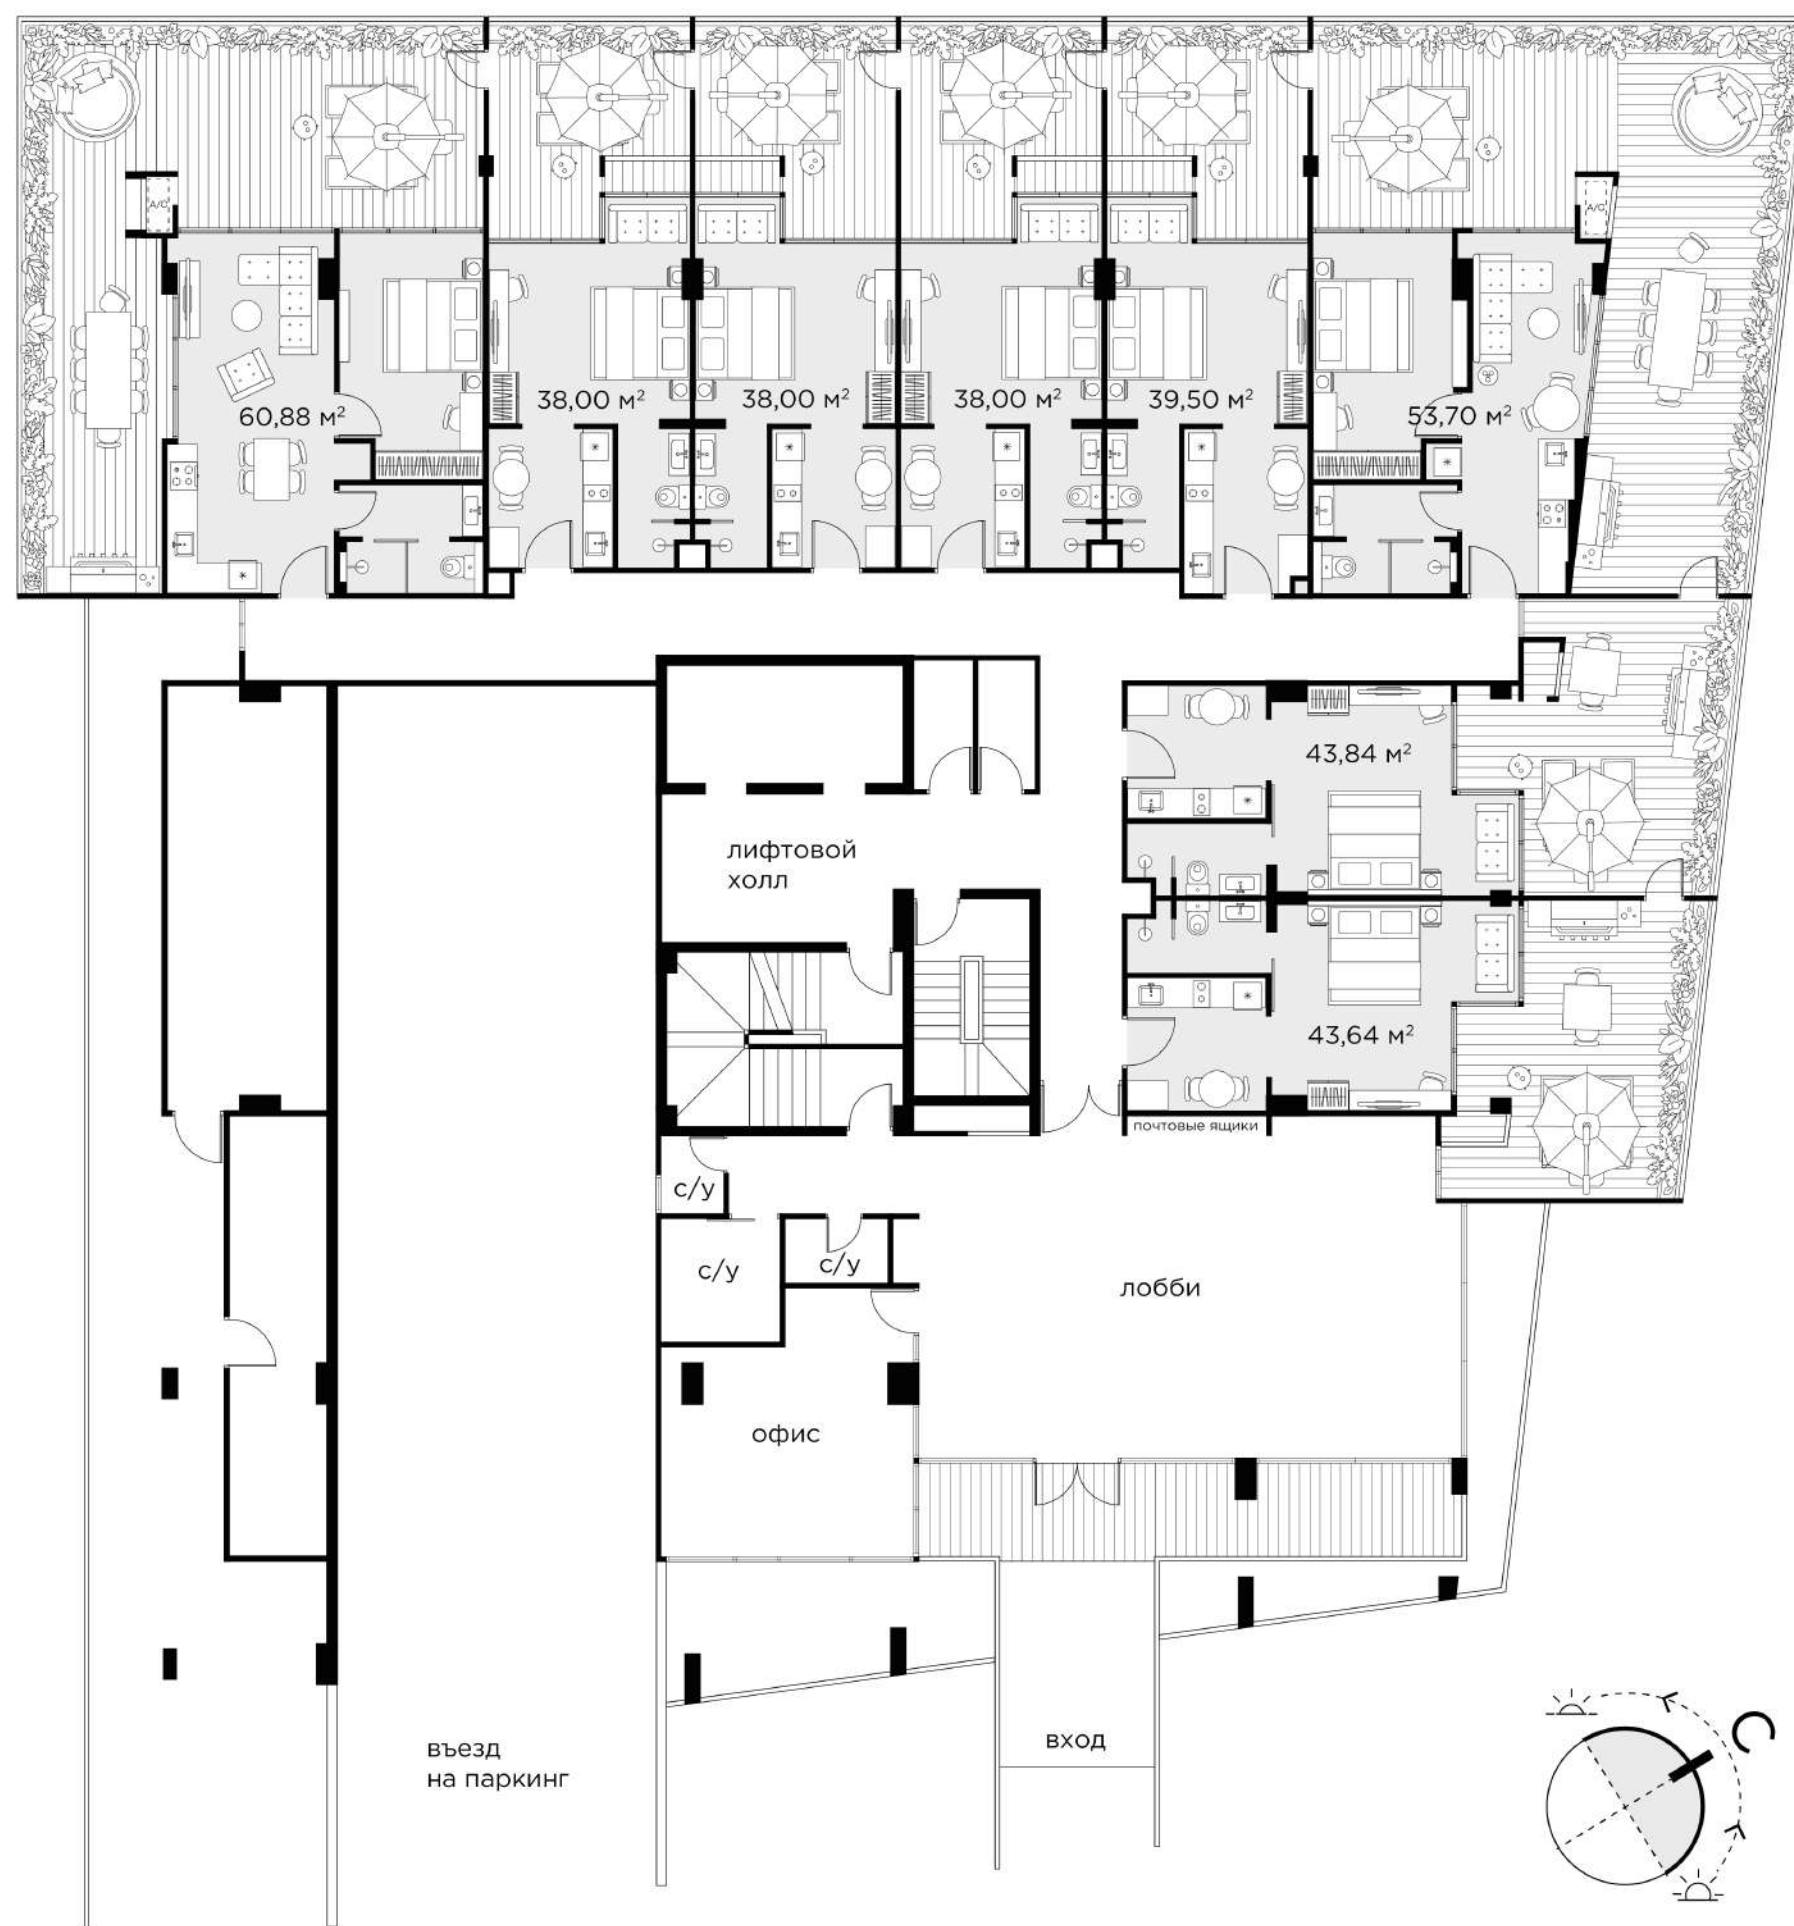 A/C
A/C
60,88 м²
38,00 м²
38,00 м²
38,00 м²
39,50 м²
53,70 м²
43,84 м²
лифтовой
холл
43,64 м²
почтовые ящики
с/у
с/у
с/у
лобби
офис
вход
въезд
на паркинг
С